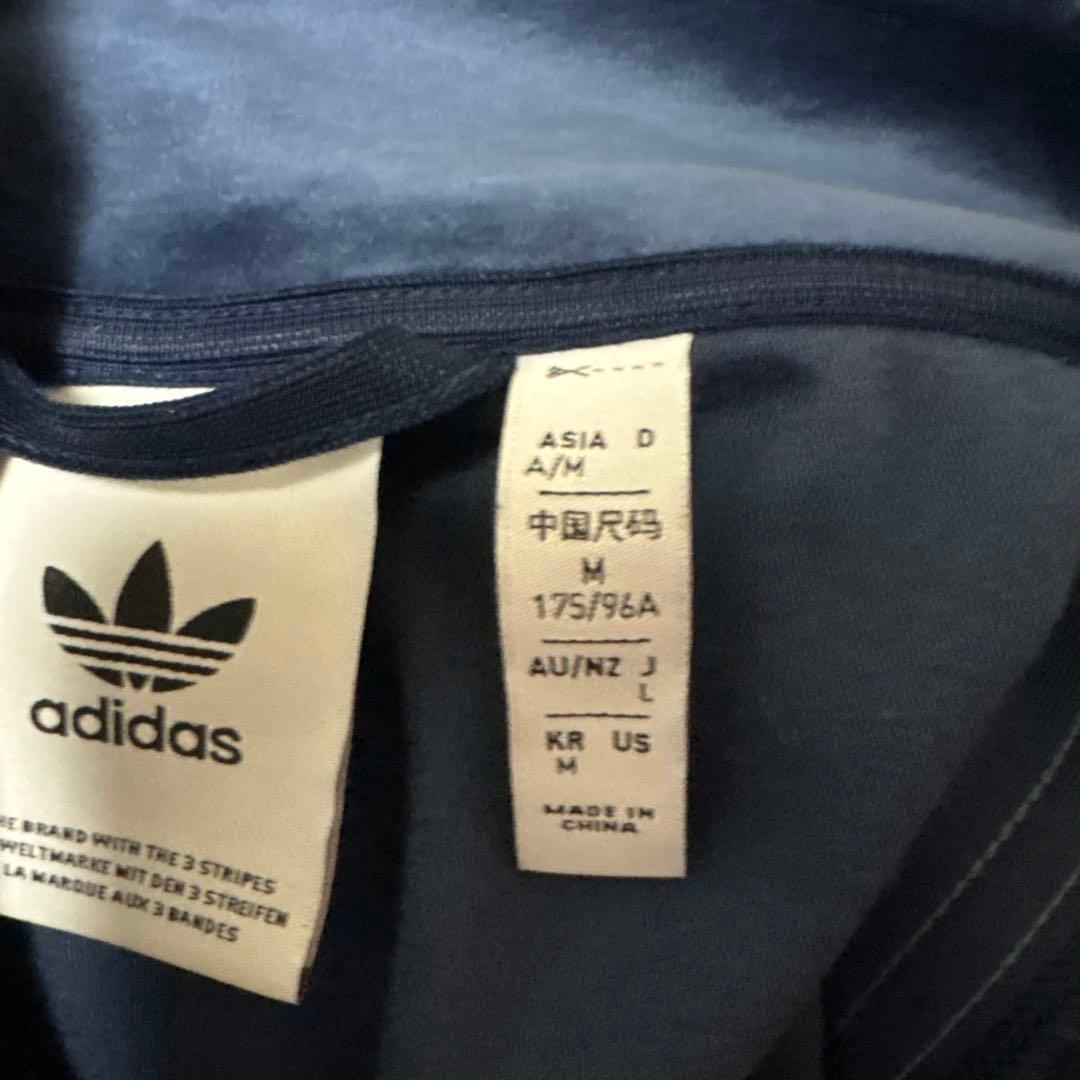 adidas
THE BRAND WITH THE 3 STRIPES
WELTMARKE MIT DEN 3 STREIFEN
LA MARQUE AUX 3 BANDES
ASIA D
A/M
中国尺码
M
175/96A
AU/NZ J
L
KR US
M
MADE IN
CHINA